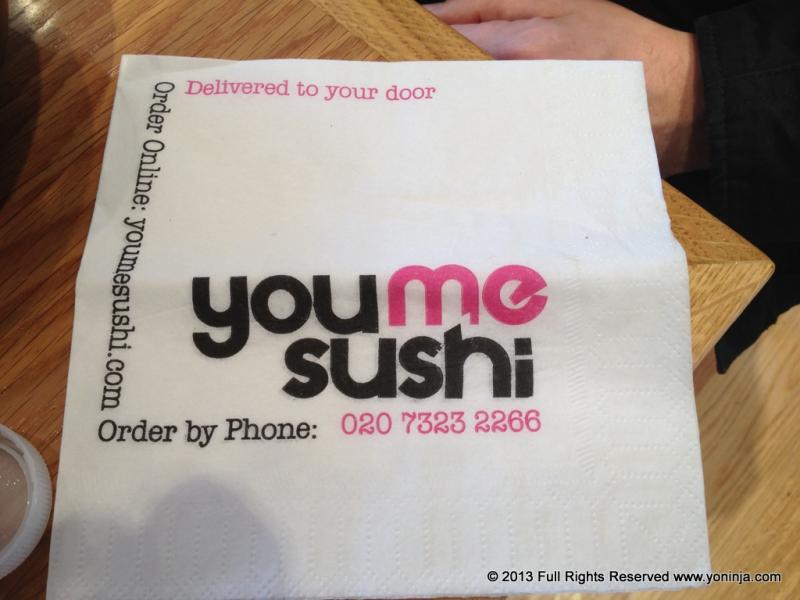 Delivered to your door
Order Online: youmesushi.com
youme
sushi
Order by Phone: 020 7323 2266
© 2013 Full Rights Reserved www.yoninja.com